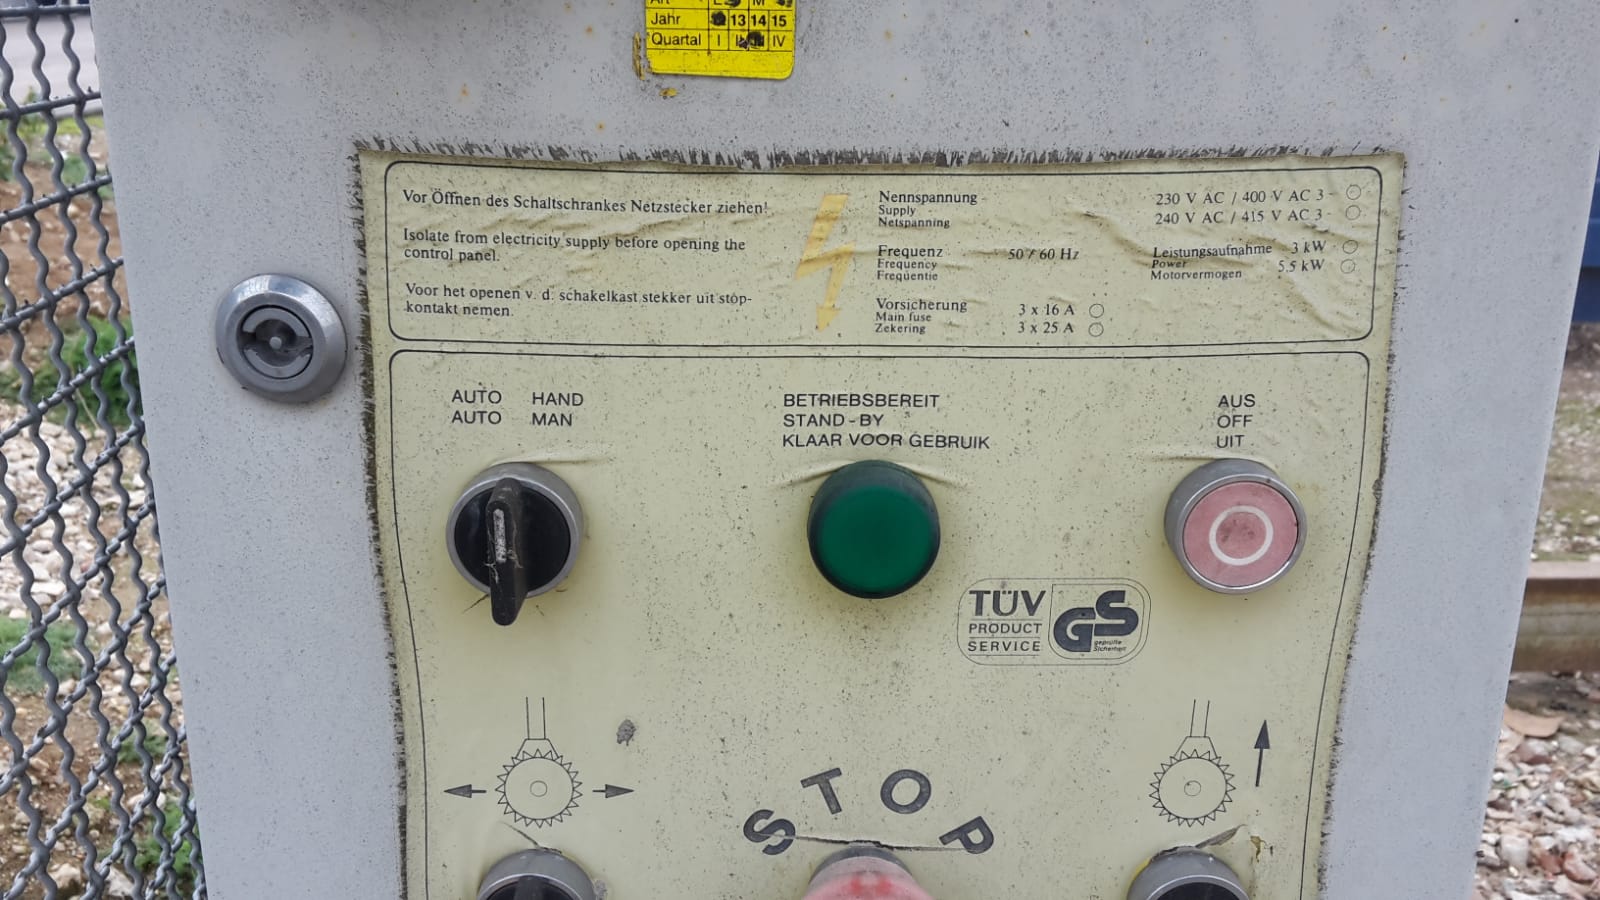 Art E M
Jahr 13 14 15
Quartal I II IV
Vor Öffnen des Schaltschrankes Netzstecker ziehen!
Isolate from electricity supply before opening the
control panel.
Voor het openen v. d. schakelkast stekker uit stop-
kontakt nemen.
Nennspannung
Supply
Netspanning
230 V AC / 400 V AC 3
240 V AC / 415 V AC 3
Frequenz 50 / 60 Hz
Frequency
Frequentie
Leistungsaufnahme 3 kW
Power 5.5 kW
Motorvermogen
Vorsicherung 3 x 16 A
Main fuse
Zekering 3 x 25 A
AUTO HAND
AUTO MAN
BETRIEBSBEREIT
STAND-BY
KLAAR VOOR GEBRUIK
AUS
OFF
UIT
TÜV
PRODUCT
SERVICE
GS
geprüfte
Sicherheit
STOP